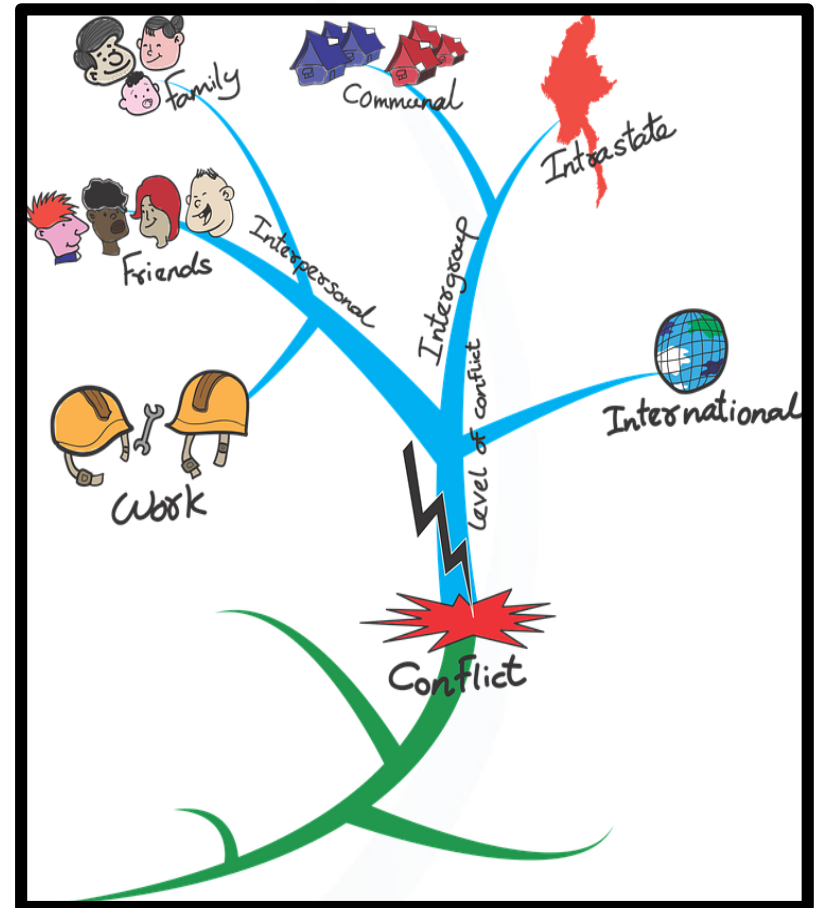 Family
Communal
Intrastate
Friends
Interpersonal
Intergroup
level of conflict
International
Work
Conflict